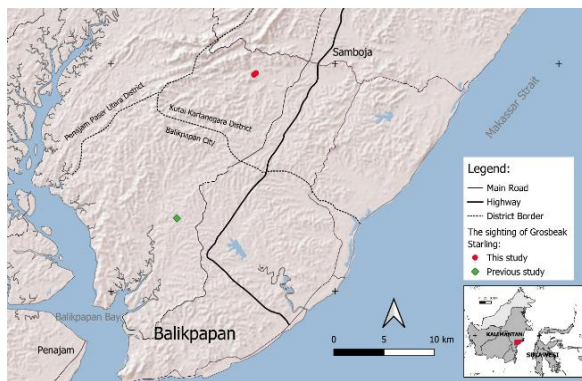 Samboja
Penajam Paser Utara District
Kutai Kartanegara District
Balikpapan City
Makassar Strait
Legend:
Main Road
Highway
District Border
The sighting of Grosbeak
Starling:
This study
Previous study
Balikpapan Bay
Balikpapan
Penajam
0 5 10 km
KALIMANTAN
SULAWESI